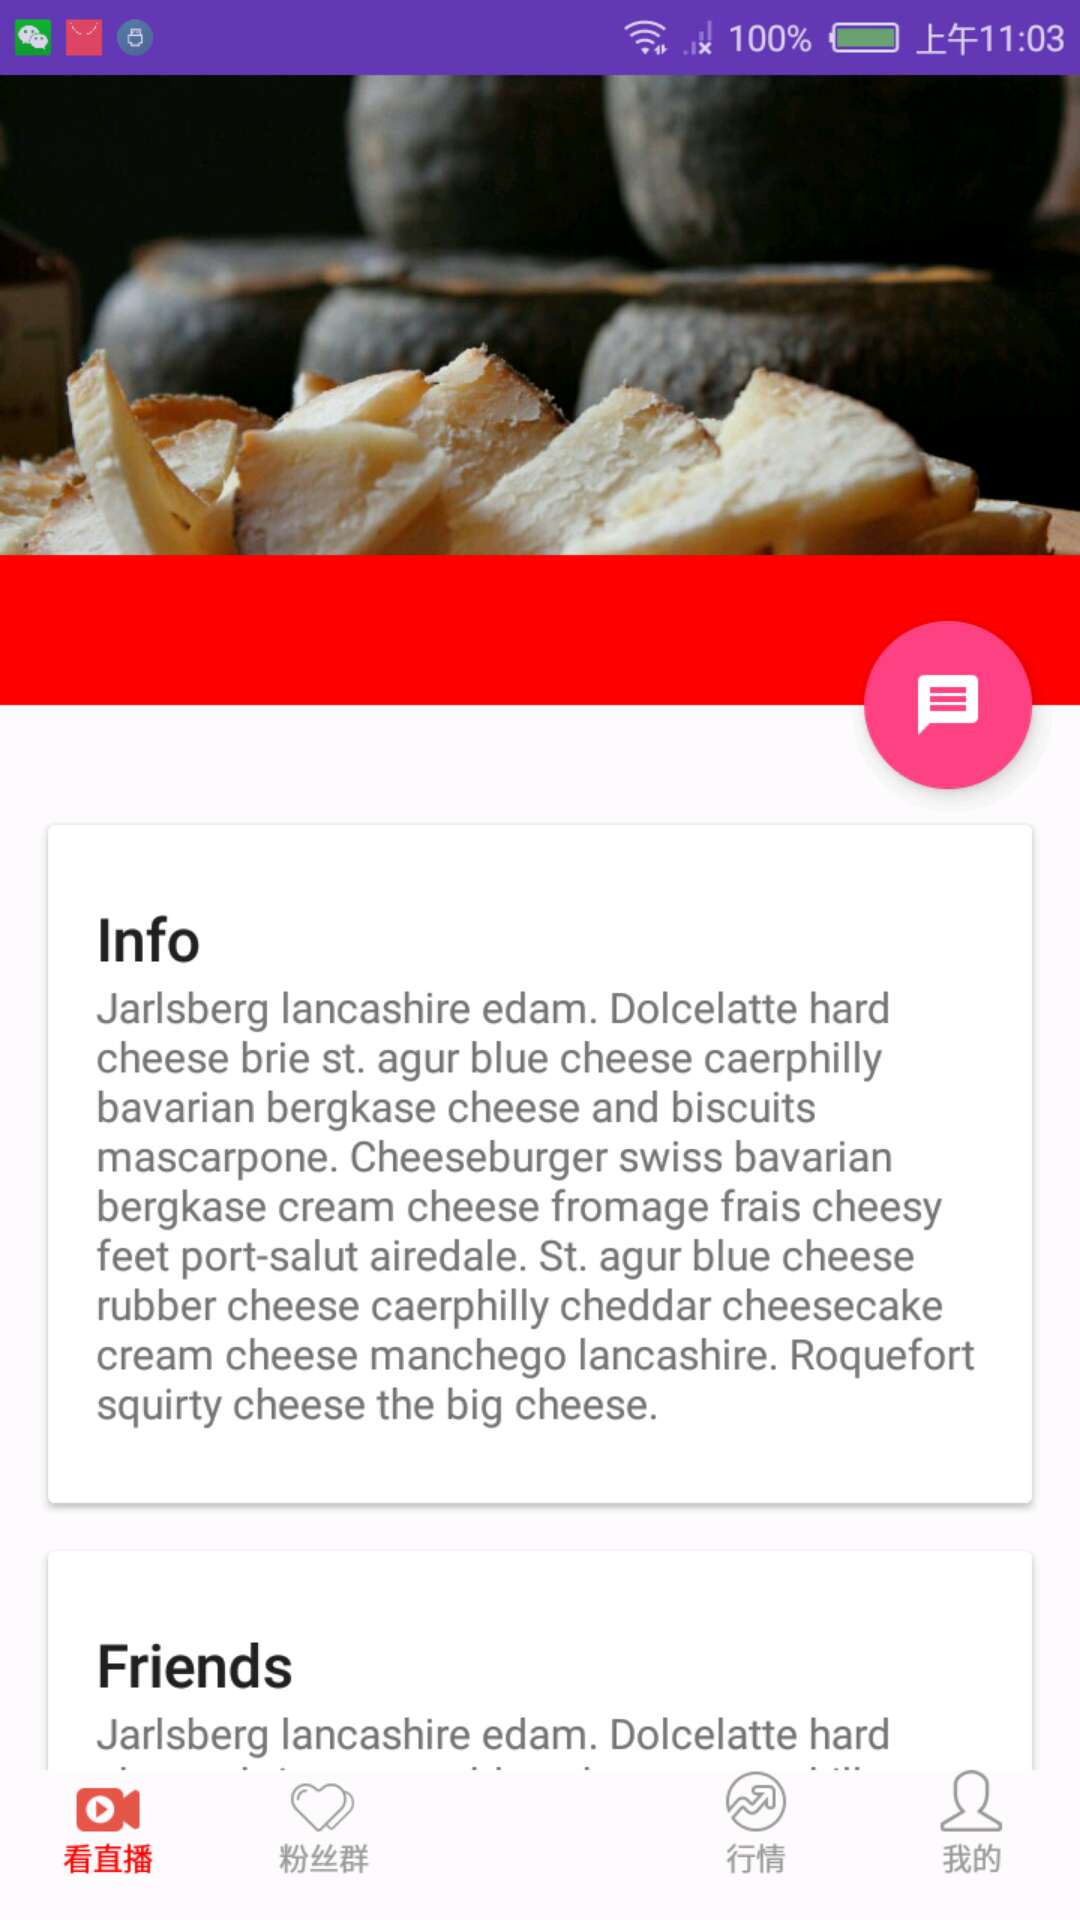 100% 上午11:03
Info
Jarlsberg lancashire edam. Dolcelatte hard
cheese brie st. agur blue cheese caerphilly
bavarian bergkase cheese and biscuits
mascarpone. Cheeseburger swiss bavarian
bergkase cream cheese fromage frais cheesy
feet port-salut airedale. St. agur blue cheese
rubber cheese caerphilly cheddar cheesecake
cream cheese manchego lancashire. Roquefort
squirty cheese the big cheese.
Friends
Jarlsberg lancashire edam. Dolcelatte hard
看直播 粉丝群 行情 我的